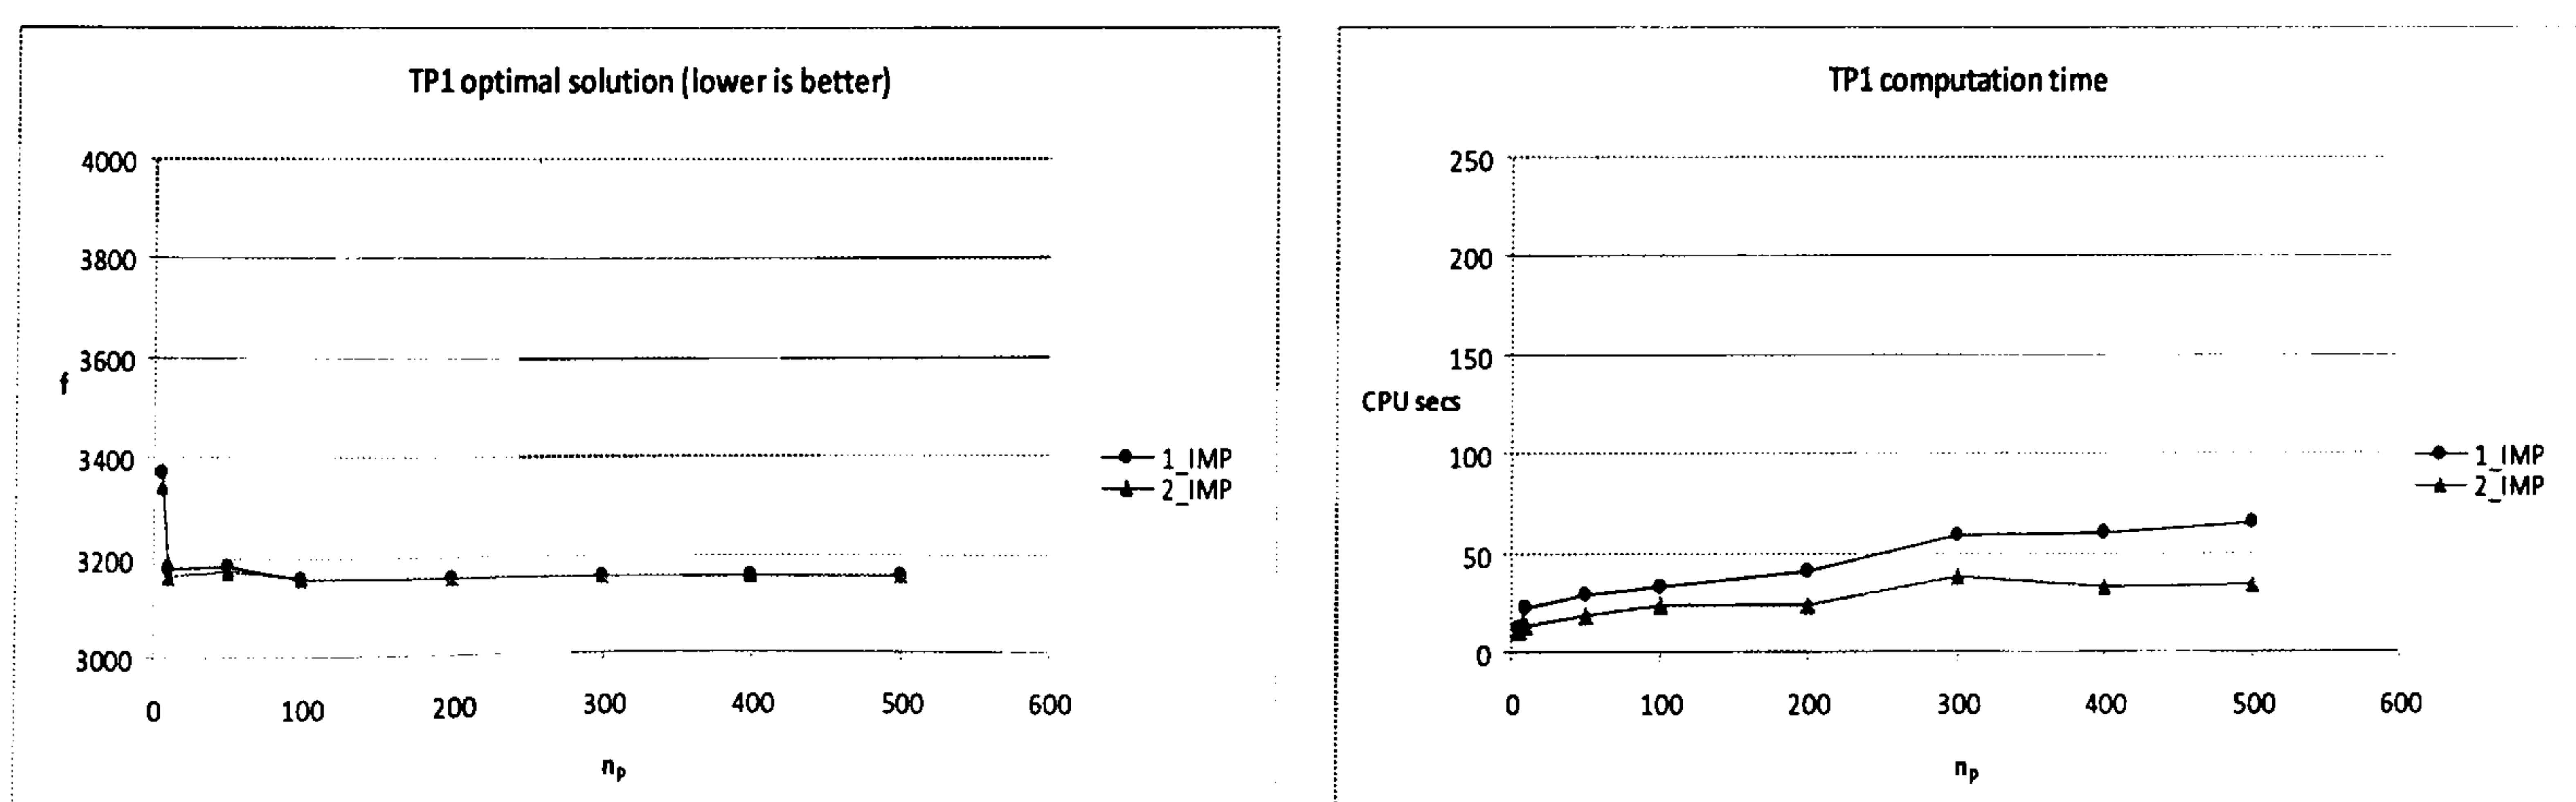 TP1 optimal solution (lower is better)
4000
3800
3600
f
3400
3200
3000
0 100 200 300 400 500 600
n_p
1_IMP
2_IMP
TP1 computation time
250
200
150
CPU secs
100
50
0
0 100 200 300 400 500 600
n_p
1_IMP
2_IMP